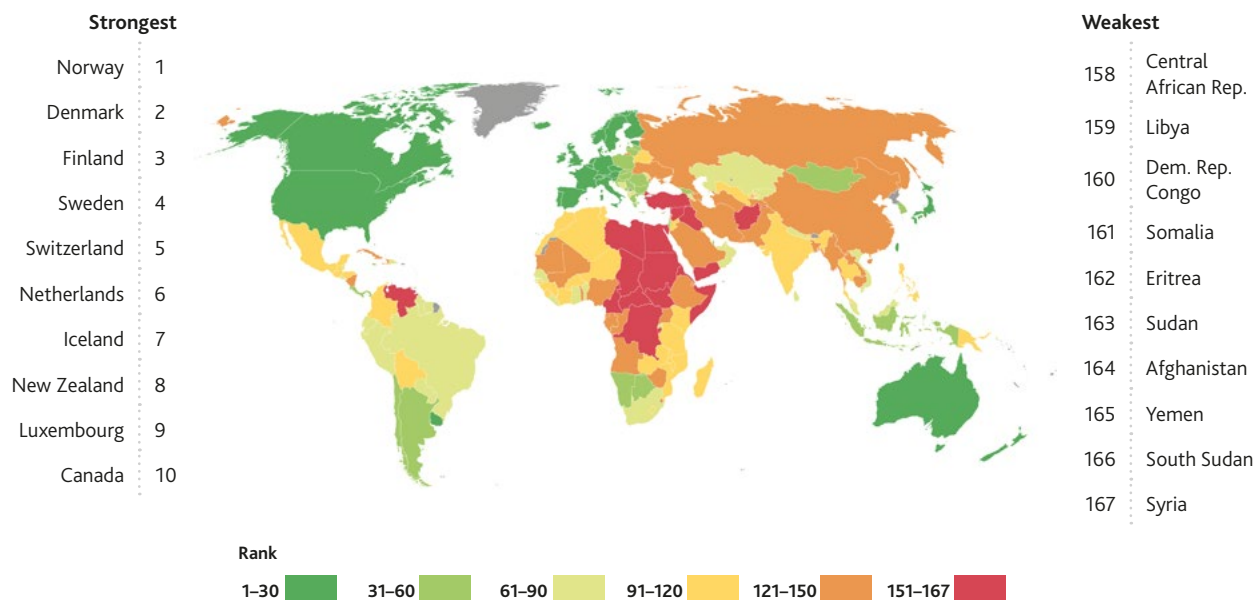 Strongest
Norway 1
Denmark 2
Finland 3
Sweden 4
Switzerland 5
Netherlands 6
Iceland 7
New Zealand 8
Luxembourg 9
Canada 10
Weakest
158 Central
African Rep.
159 Libya
160 Dem. Rep.
Congo
161 Somalia
162 Eritrea
163 Sudan
164 Afghanistan
165 Yemen
166 South Sudan
167 Syria
Rank
1–30 31–60 61–90 91–120 121–150 151–167